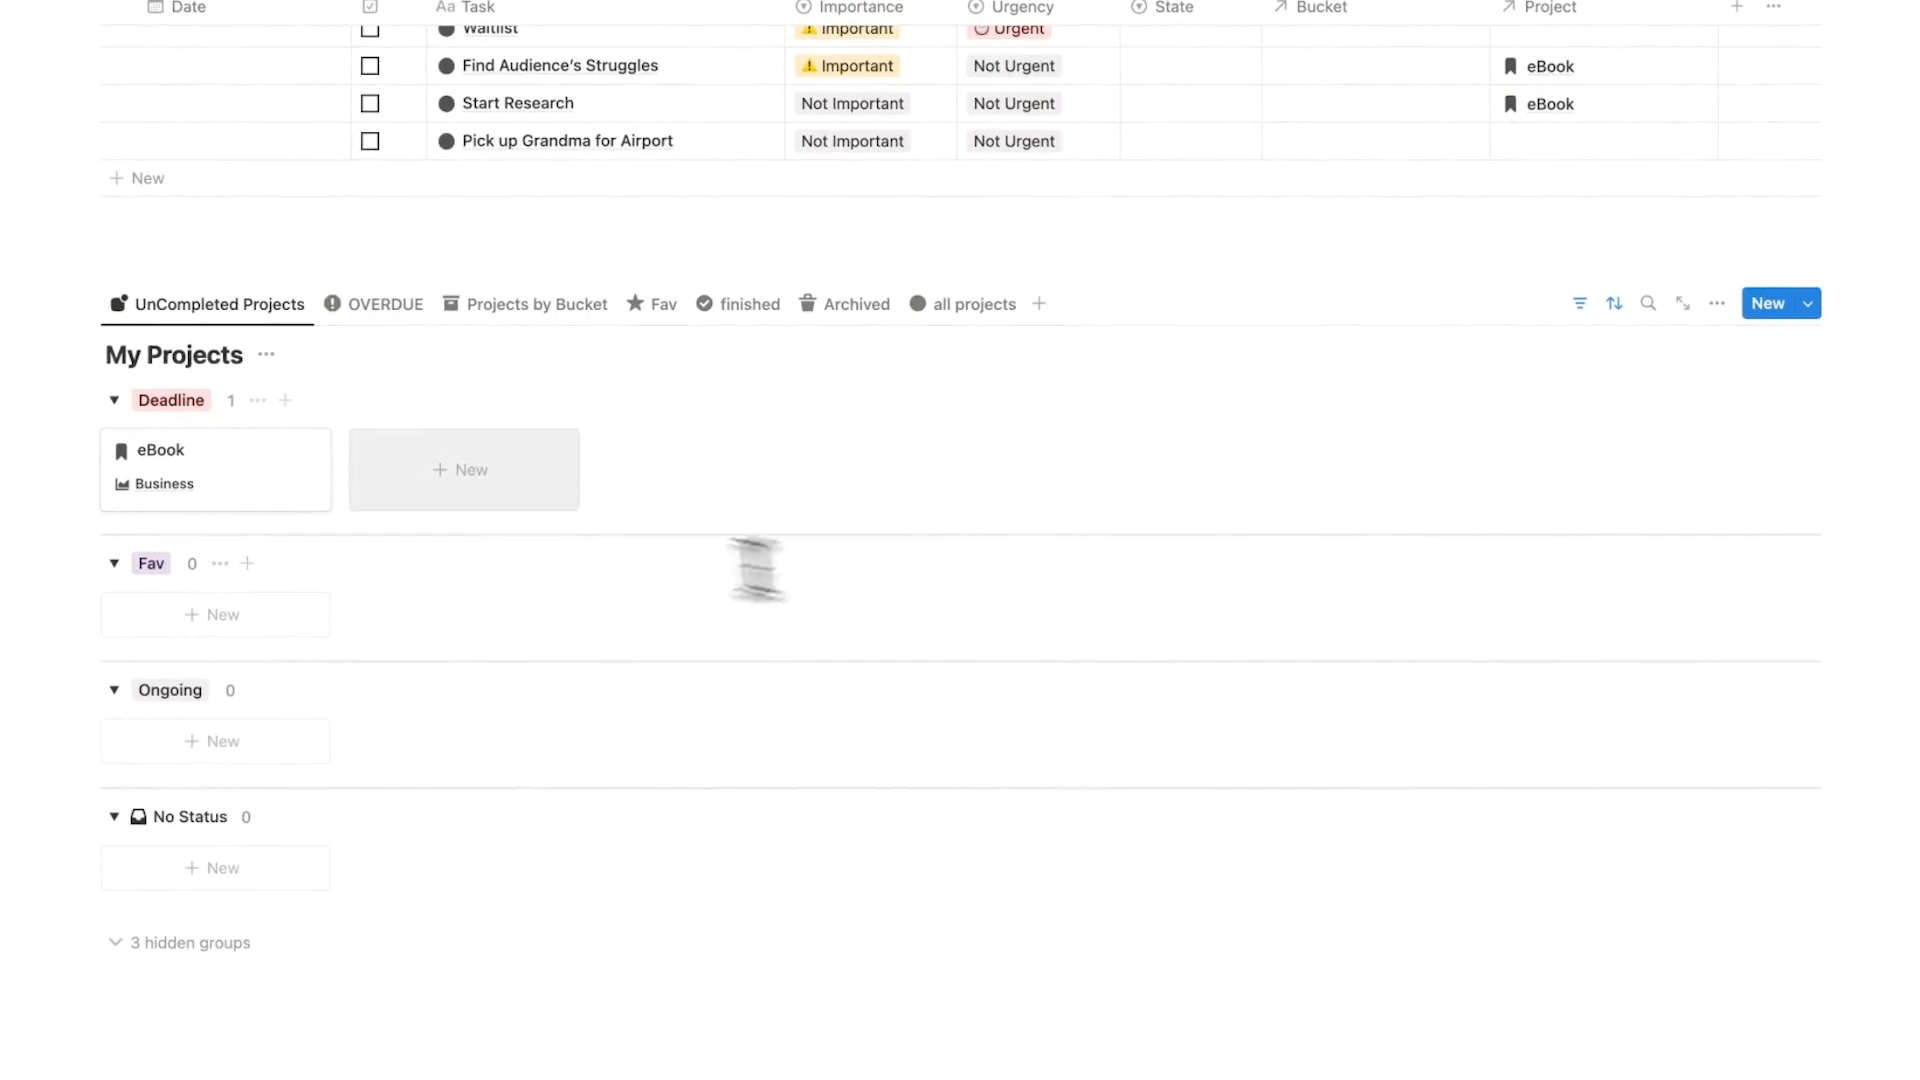 Date Aa Task Importance Urgency State Bucket Project
Waitlist Important Urgent
Find Audience's Struggles Important Not Urgent eBook
Start Research Not Important Not Urgent eBook
Pick up Grandma for Airport Not Important Not Urgent
+ New
UnCompleted Projects OVERDUE Projects by Bucket Fav finished Archived all projects + New
My Projects ...
Deadline 1 ... +
eBook
Business
+ New
Fav 0 ... +
+ New
Ongoing 0
+ New
No Status 0
+ New
3 hidden groups